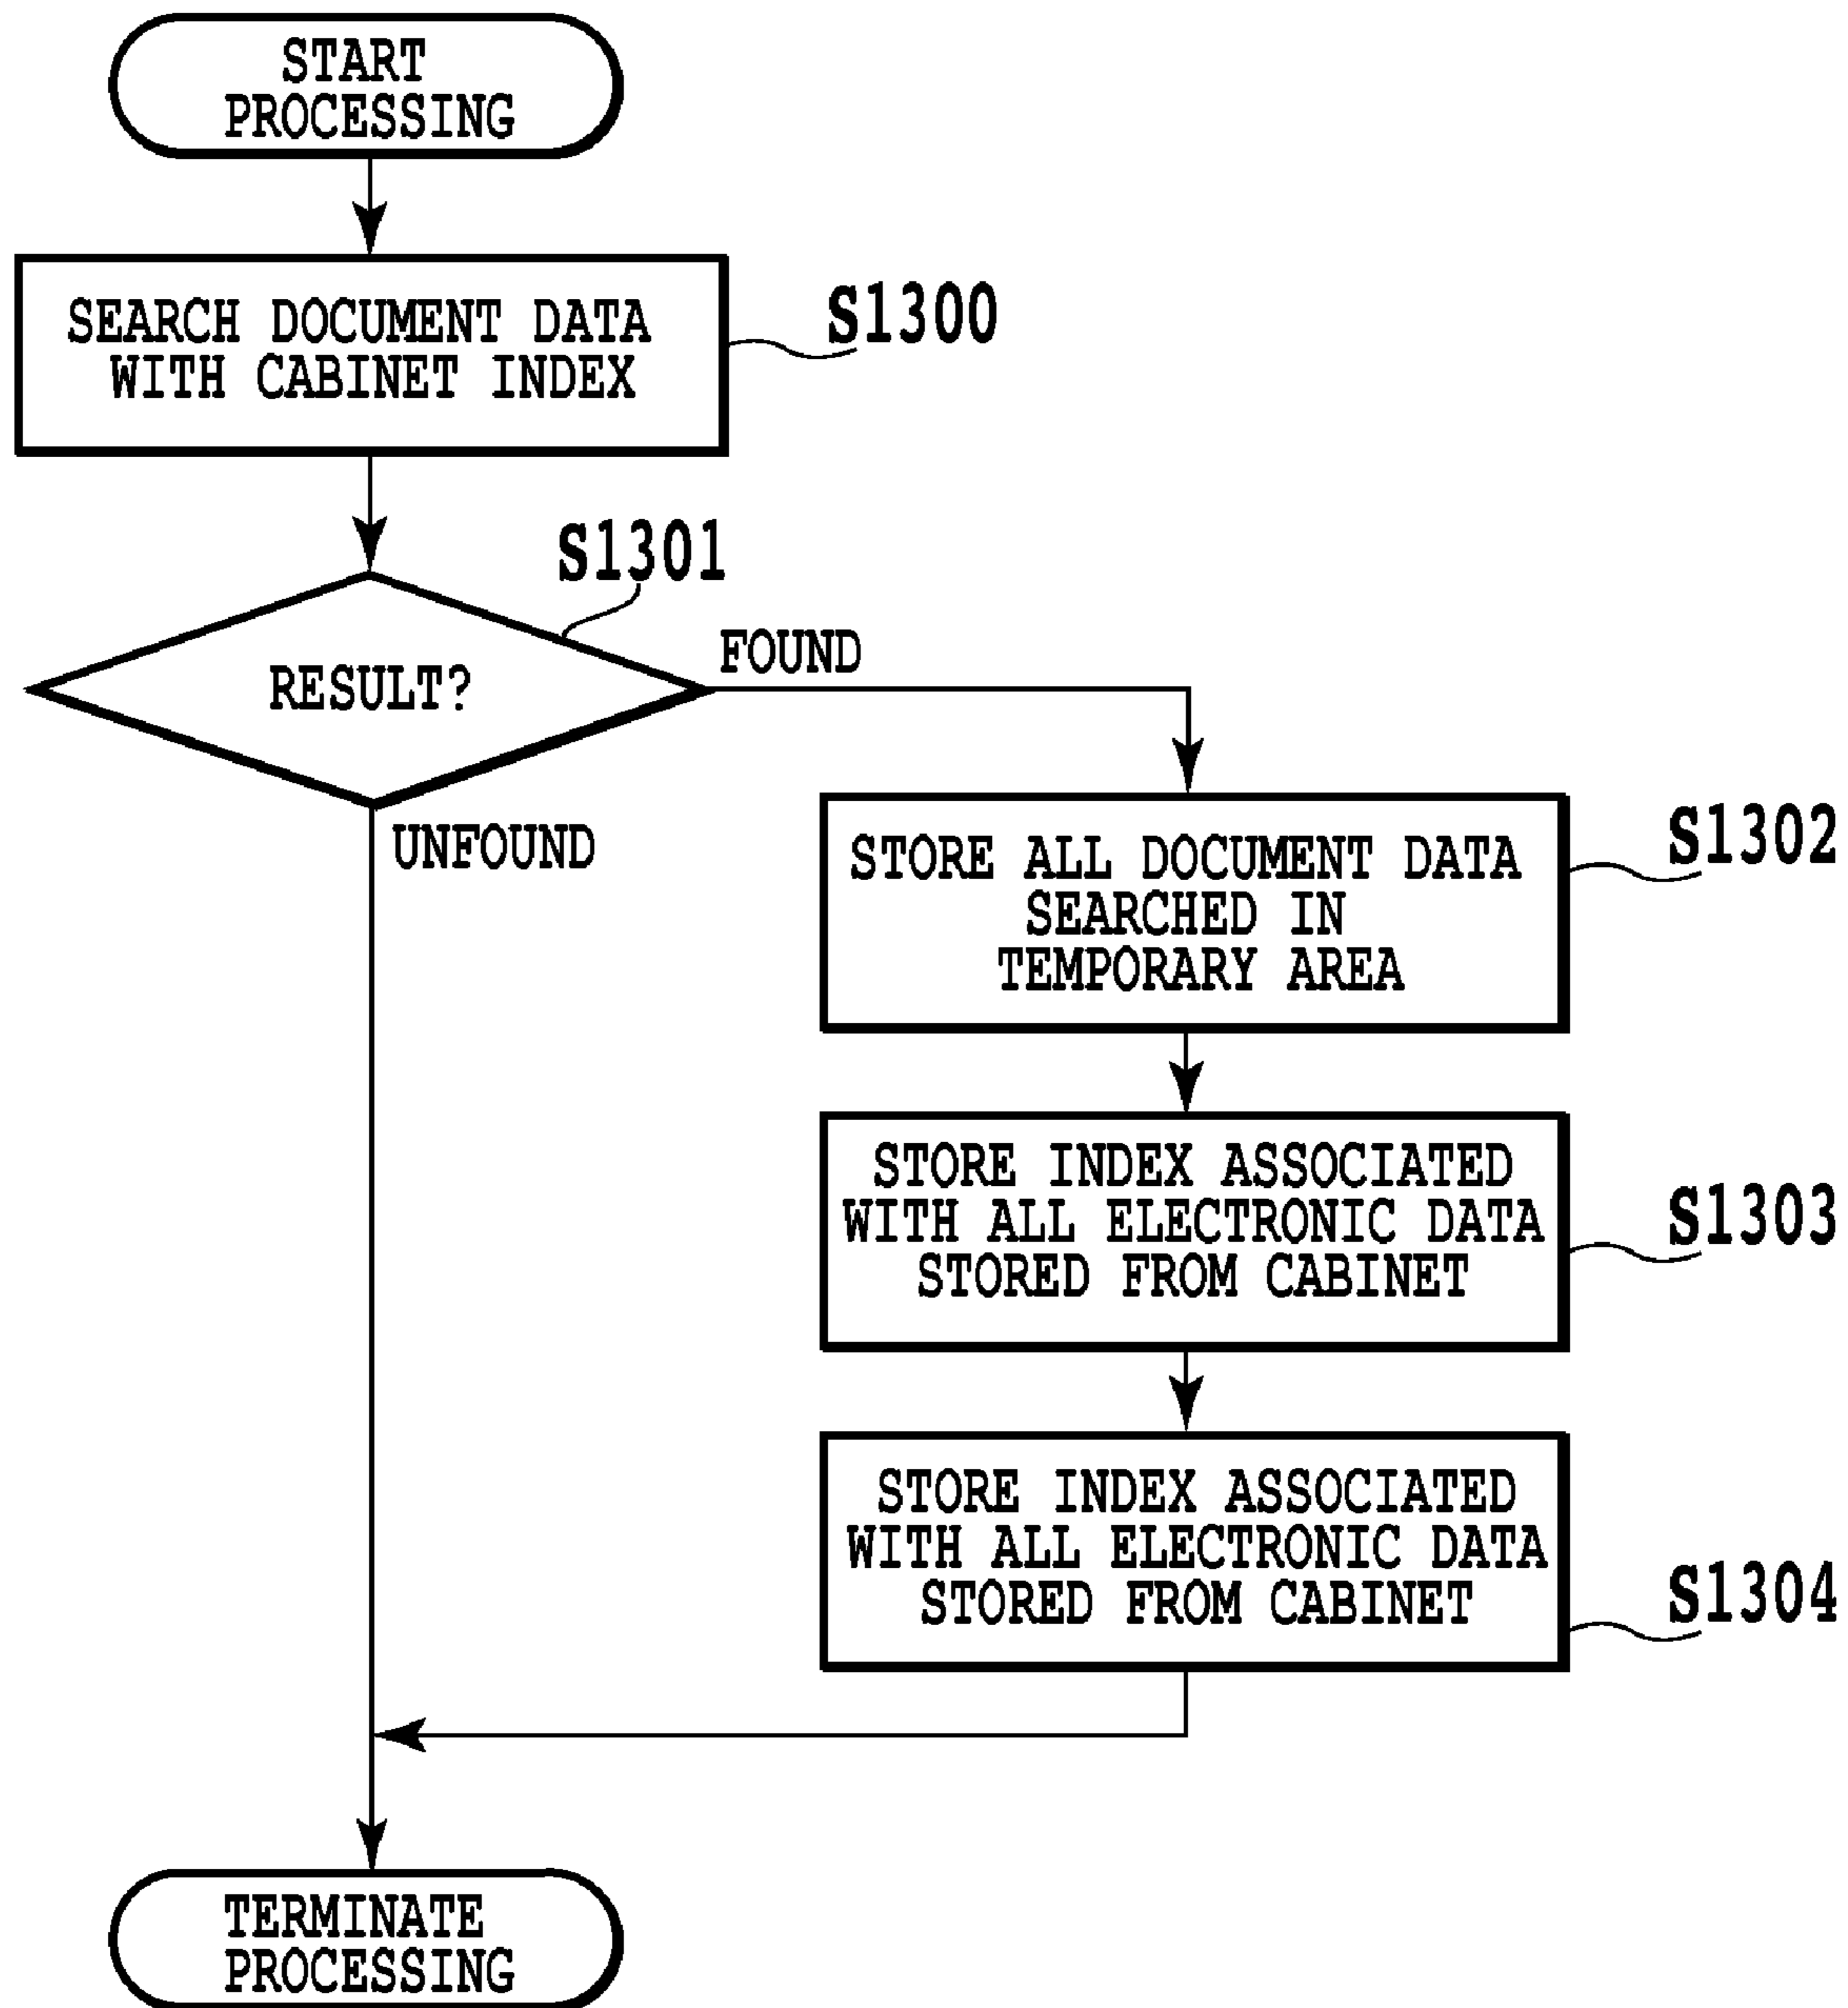 START
PROCESSING
SEARCH DOCUMENT DATA
WITH CABINET INDEX
S1300
S1301
RESULT?
FOUND
UNFOUND
STORE ALL DOCUMENT DATA
SEARCHED IN
TEMPORARY AREA
S1302
STORE INDEX ASSOCIATED
WITH ALL ELECTRONIC DATA
STORED FROM CABINET
S1303
STORE INDEX ASSOCIATED
WITH ALL ELECTRONIC DATA
STORED FROM CABINET
S1304
TERMINATE
PROCESSING